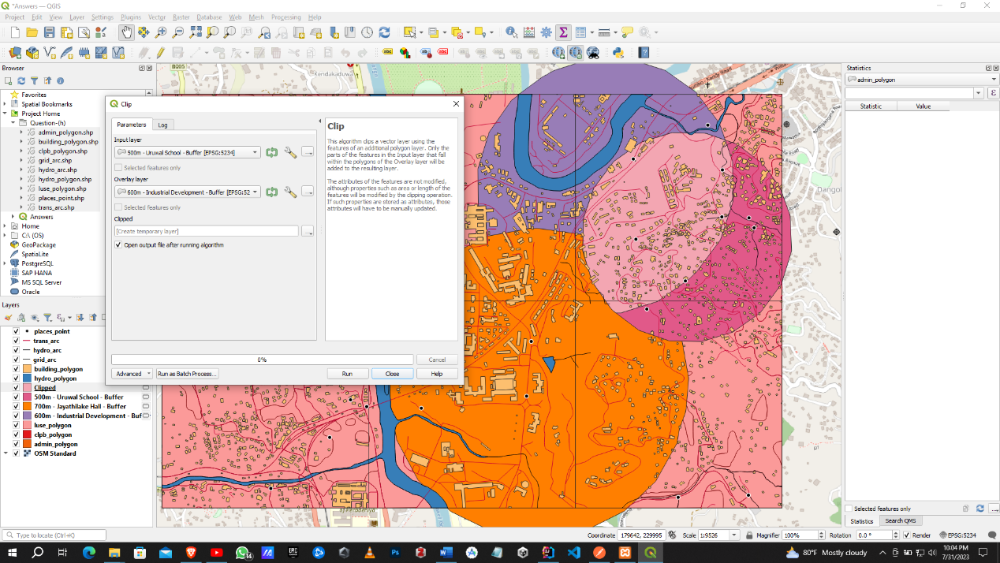 *Answers — QGIS
Project Edit View Layer Settings Plugins Vector Raster Database Web Mesh Processing Help
Browser
Favorites
Spatial Bookmarks
Project Home
Question-(h)
admin_polygon.shp
building_polygon.shp
clpb_polygon.shp
grid_arc.shp
hydro_arc.shp
hydro_polygon.shp
luse_polygon.shp
places_point.shp
trans_arc.shp
Answers
Home
C:\ (OS)
GeoPackage
SpatiaLite
PostgreSQL
SAP HANA
MS SQL Server
Oracle
Layers
places_point
trans_arc
hydro_arc
grid_arc
building_polygon
hydro_polygon
Clipped
500m - Uruwal School - Buffer
700m - Jayathilake Hall - Buffer
600m - Industrial Development - Buf
luse_polygon
clpb_polygon
admin_polygon
OSM Standard
Clip
Parameters Log
Input layer
500m - Uruwal School - Buffer [EPSG:5234]
...
Selected features only
Overlay layer
600m - Industrial Development - Buffer [EPSG:52
...
Selected features only
Clipped
[Create temporary layer]
...
Open output file after running algorithm
Clip
This algorithm clips a vector layer using the
features of an additional polygon layer. Only the
parts of the features in the Input layer that fall
within the polygons of the Overlay layer will be
added to the resulting layer.
The attributes of the features are not modified,
although properties such as area or length of the
features will be modified by the clipping operation.
If such properties are stored as attributes, those
attributes will have to be manually updated.
0%
Cancel
Advanced
Run as Batch Process...
Run
Close
Help
B005
Kendakaduwa
Dangol
Statistics
admin_polygon
ε
Statistic Value
Selected features only
...
Statistics Search QMS
Type to locate (Ctrl+K)
Coordinate 179642, 229995
Scale 1:9526
Magnifier 100%
Rotation 0.0 °
Render
EPSG:5234
14
80°F Mostly cloudy
10:04 PM
7/31/2023